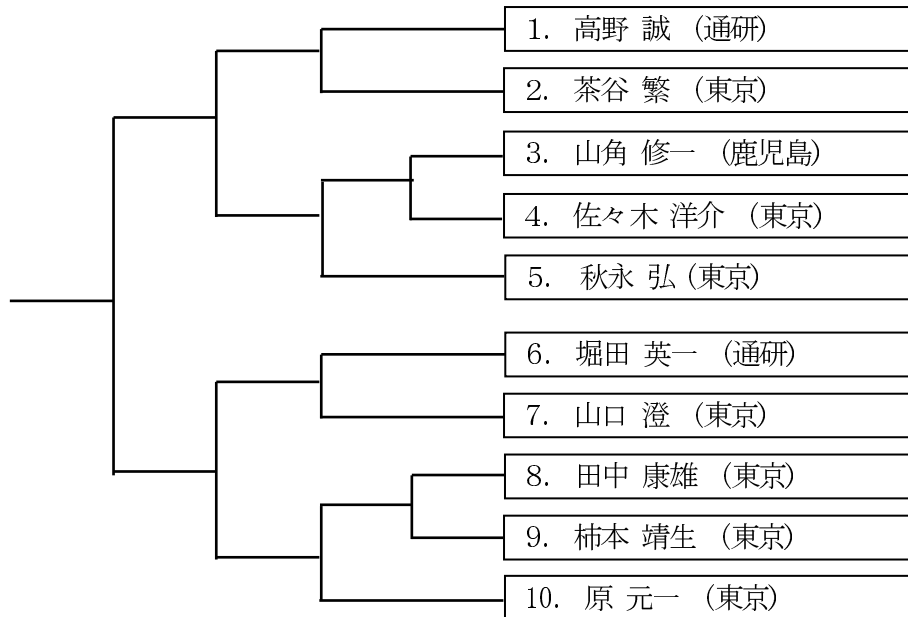 1. 高野 誠 (通研)
2. 茶谷 繁 (東京)
3. 山角 修一 (鹿児島)
4. 佐々木 洋介 (東京)
5. 秋永 弘 (東京)
6. 堀田 英一 (通研)
7. 山口 澄 (東京)
8. 田中 康雄 (東京)
9. 柿本 靖生 (東京)
10. 原 元一 (東京)